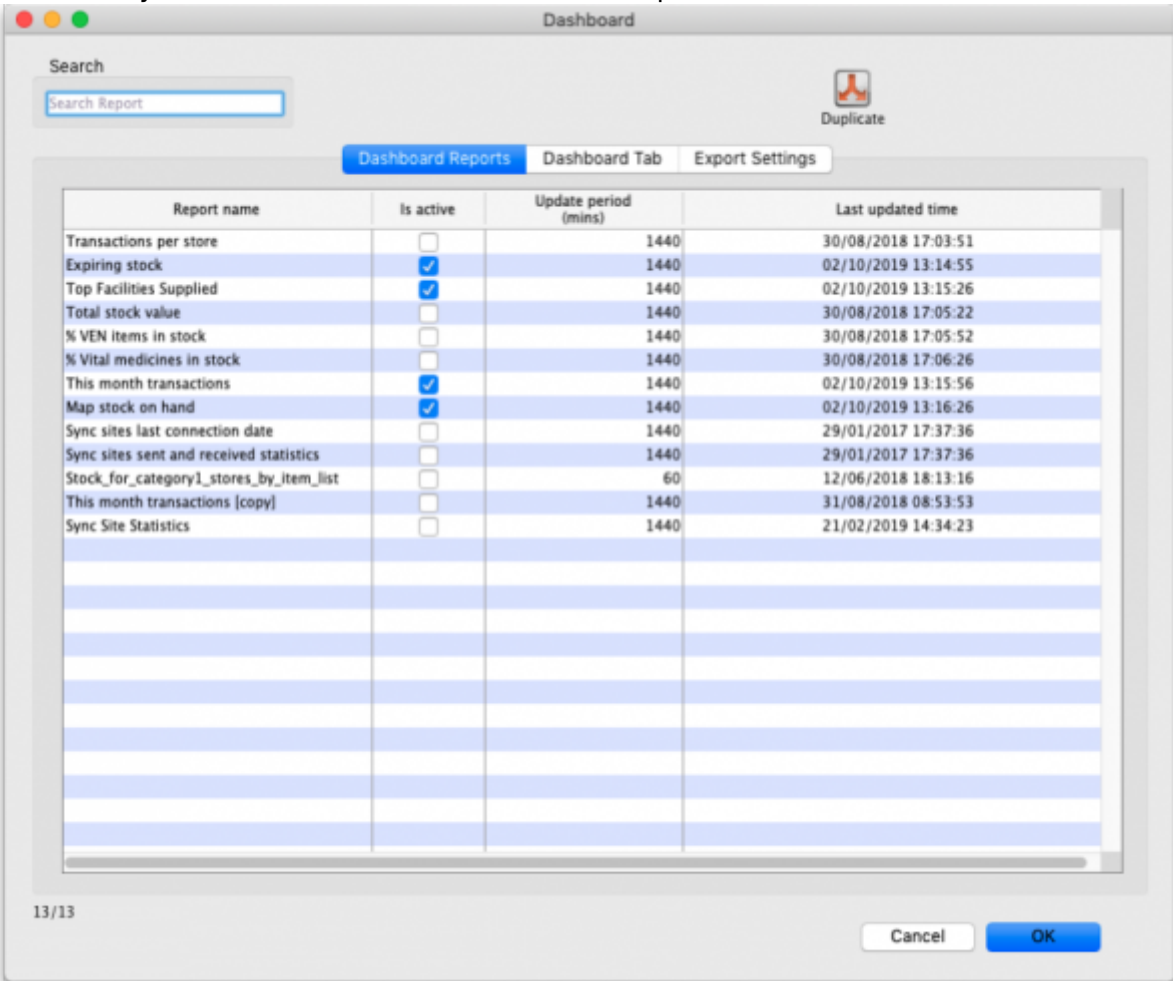 Dashboard
Search
Search Report
Duplicate
Dashboard Reports Dashboard Tab Export Settings
Report name Is active Update period (mins) Last updated time
Transactions per store 1440 30/08/2018 17:03:51
Expiring stock 1440 02/10/2019 13:14:55
Top Facilities Supplied 1440 02/10/2019 13:15:26
Total stock value 1440 30/08/2018 17:05:22
% VEN items in stock 1440 30/08/2018 17:05:52
% Vital medicines in stock 1440 30/08/2018 17:06:26
This month transactions 1440 02/10/2019 13:15:56
Map stock on hand 1440 02/10/2019 13:16:26
Sync sites last connection date 1440 29/01/2017 17:37:36
Sync sites sent and received statistics 1440 29/01/2017 17:37:36
Stock_for_category1_stores_by_item_list 60 12/06/2018 18:13:16
This month transactions [copy] 1440 31/08/2018 08:53:53
Sync Site Statistics 1440 21/02/2019 14:34:23
13/13
Cancel OK